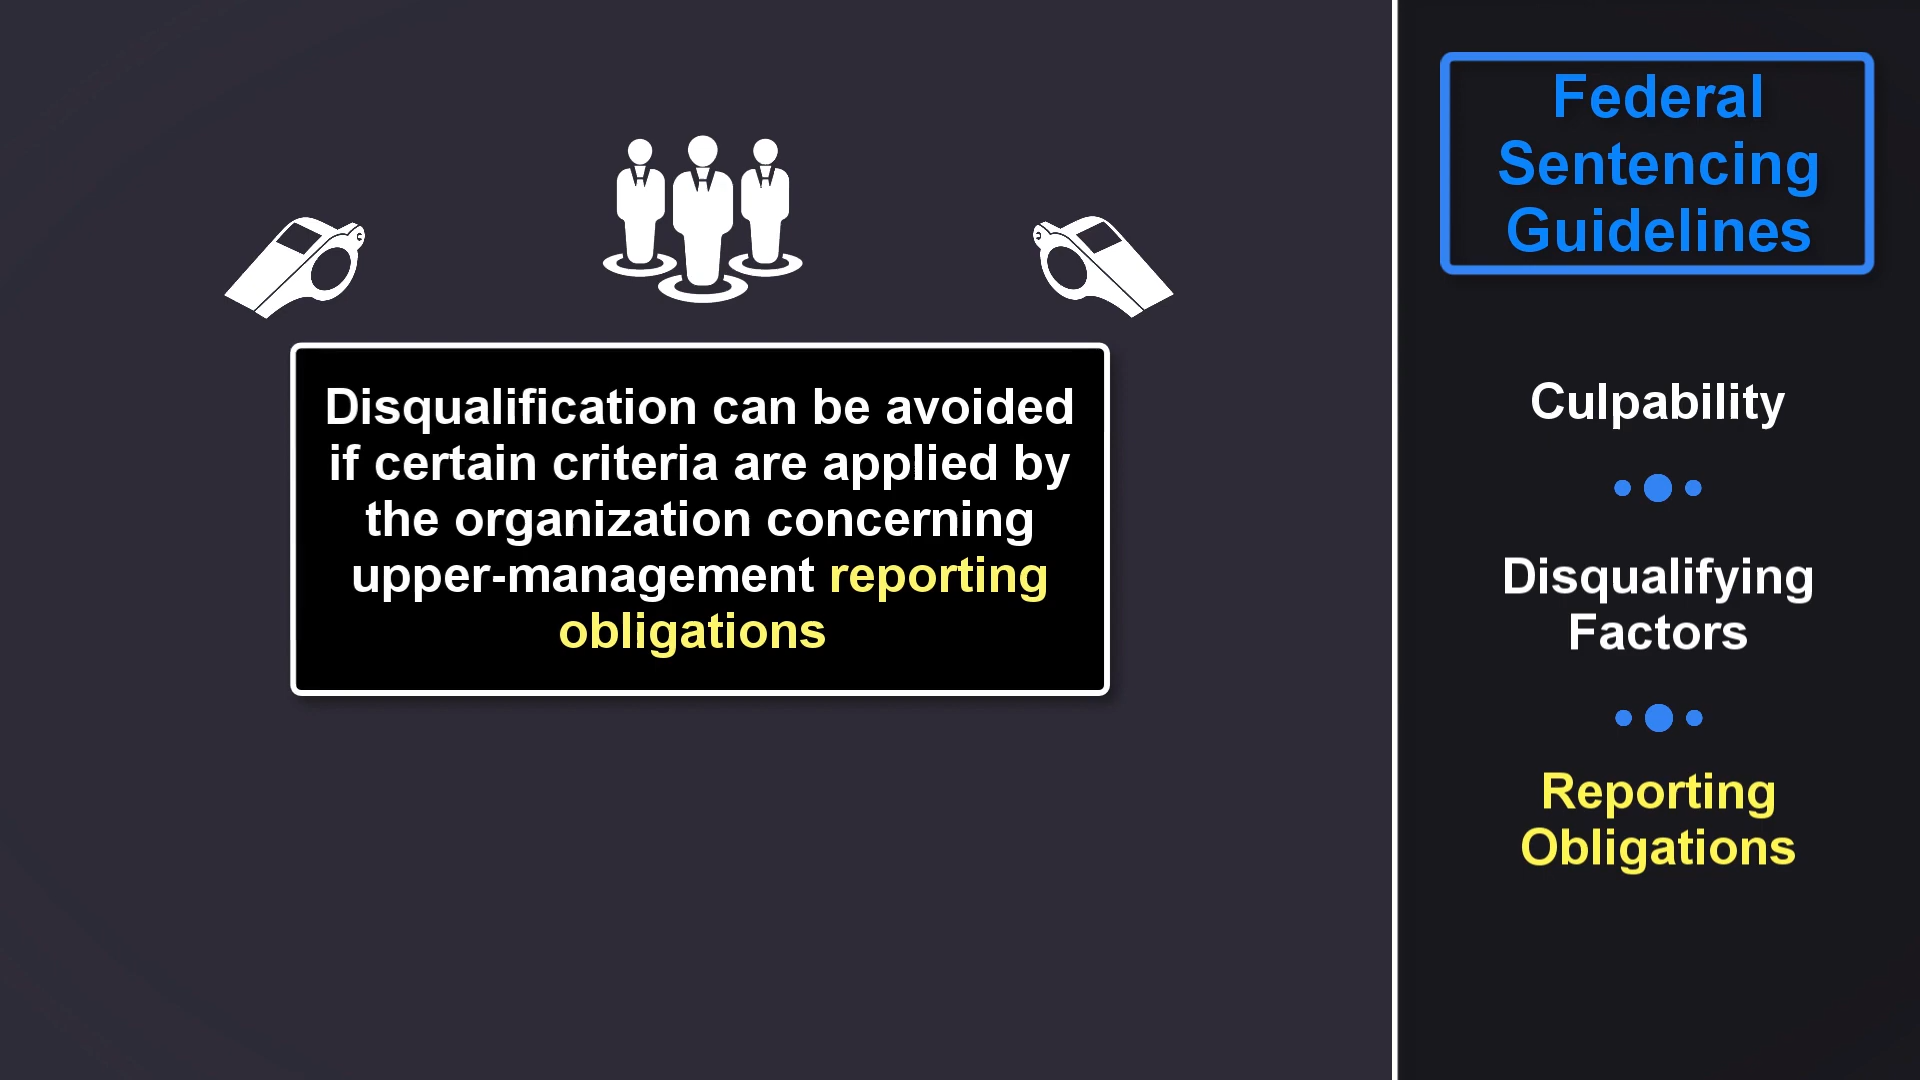 Disqualification can be avoided
if certain criteria are applied by
the organization concerning
upper-management reporting
obligations
Federal
Sentencing
Guidelines
Culpability
Disqualifying
Factors
Reporting
Obligations